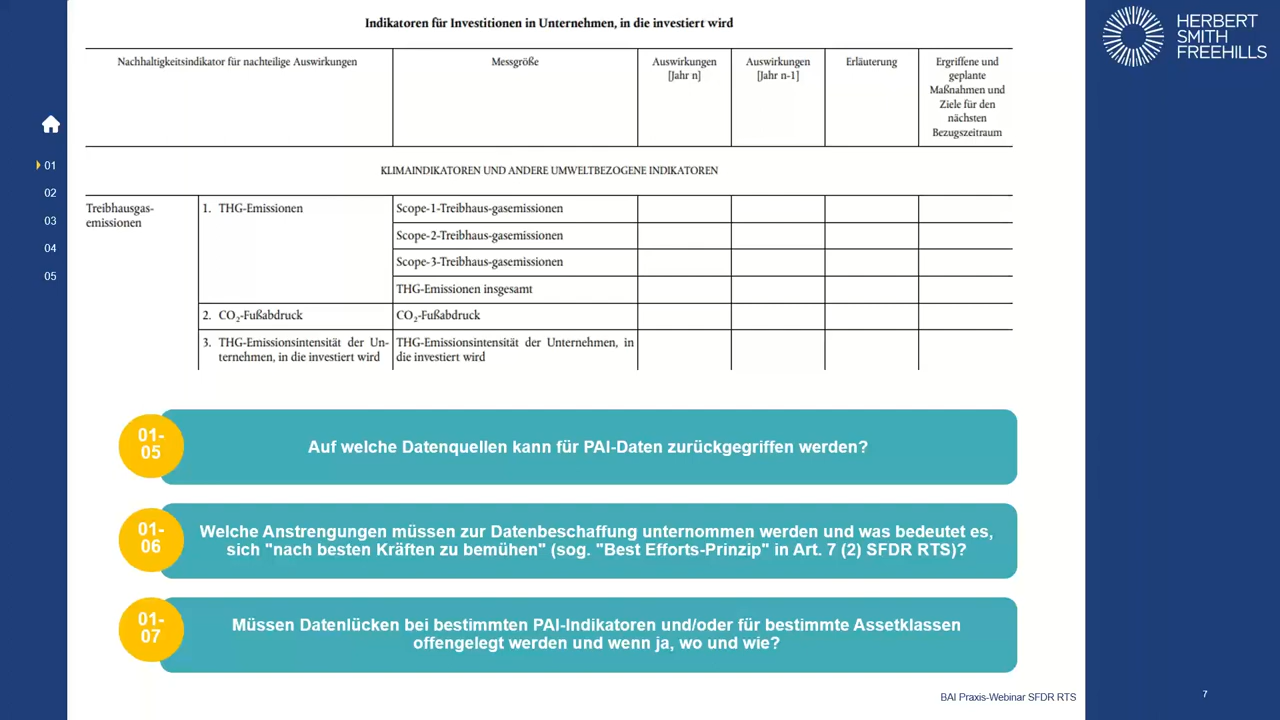 Indikatoren für Investitionen in Unternehmen, in die investiert wird
HERBERT
SMITH
FREEHILLS
Nachhaltigkeitsindikator für nachteilige Auswirkungen
Messgröße
Auswirkungen
[Jahr n]
Auswirkungen
[Jahr n-1]
Erläuterung
Ergriffene und
geplante
Maßnahmen und
Ziele für den
nächsten
Bezugszeitraum
KLIMAINDIKATOREN UND ANDERE UMWELTBEZOGENE INDIKATOREN
Treibhausgas-
emissionen
1. THG-Emissionen
Scope-1-Treibhaus-gasemissionen
Scope-2-Treibhaus-gasemissionen
Scope-3-Treibhaus-gasemissionen
THG-Emissionen insgesamt
2. CO₂-Fußabdruck
CO₂-Fußabdruck
3. THG-Emissionsintensität der Un-
ternehmen, in die investiert wird
THG-Emissionsintensität der Unternehmen, in
die investiert wird
01
02
03
04
05
01-
05
Auf welche Datenquellen kann für PAI-Daten zurückgegriffen werden?
01-
06
Welche Anstrengungen müssen zur Datenbeschaffung unternommen werden und was bedeutet es,
sich "nach besten Kräften zu bemühen" (sog. "Best Efforts-Prinzip" in Art. 7 (2) SFDR RTS)?
01-
07
Müssen Datenlücken bei bestimmten PAI-Indikatoren und/oder für bestimmte Assetklassen
offengelegt werden und wenn ja, wo und wie?
BAI Praxis-Webinar SFDR RTS
7